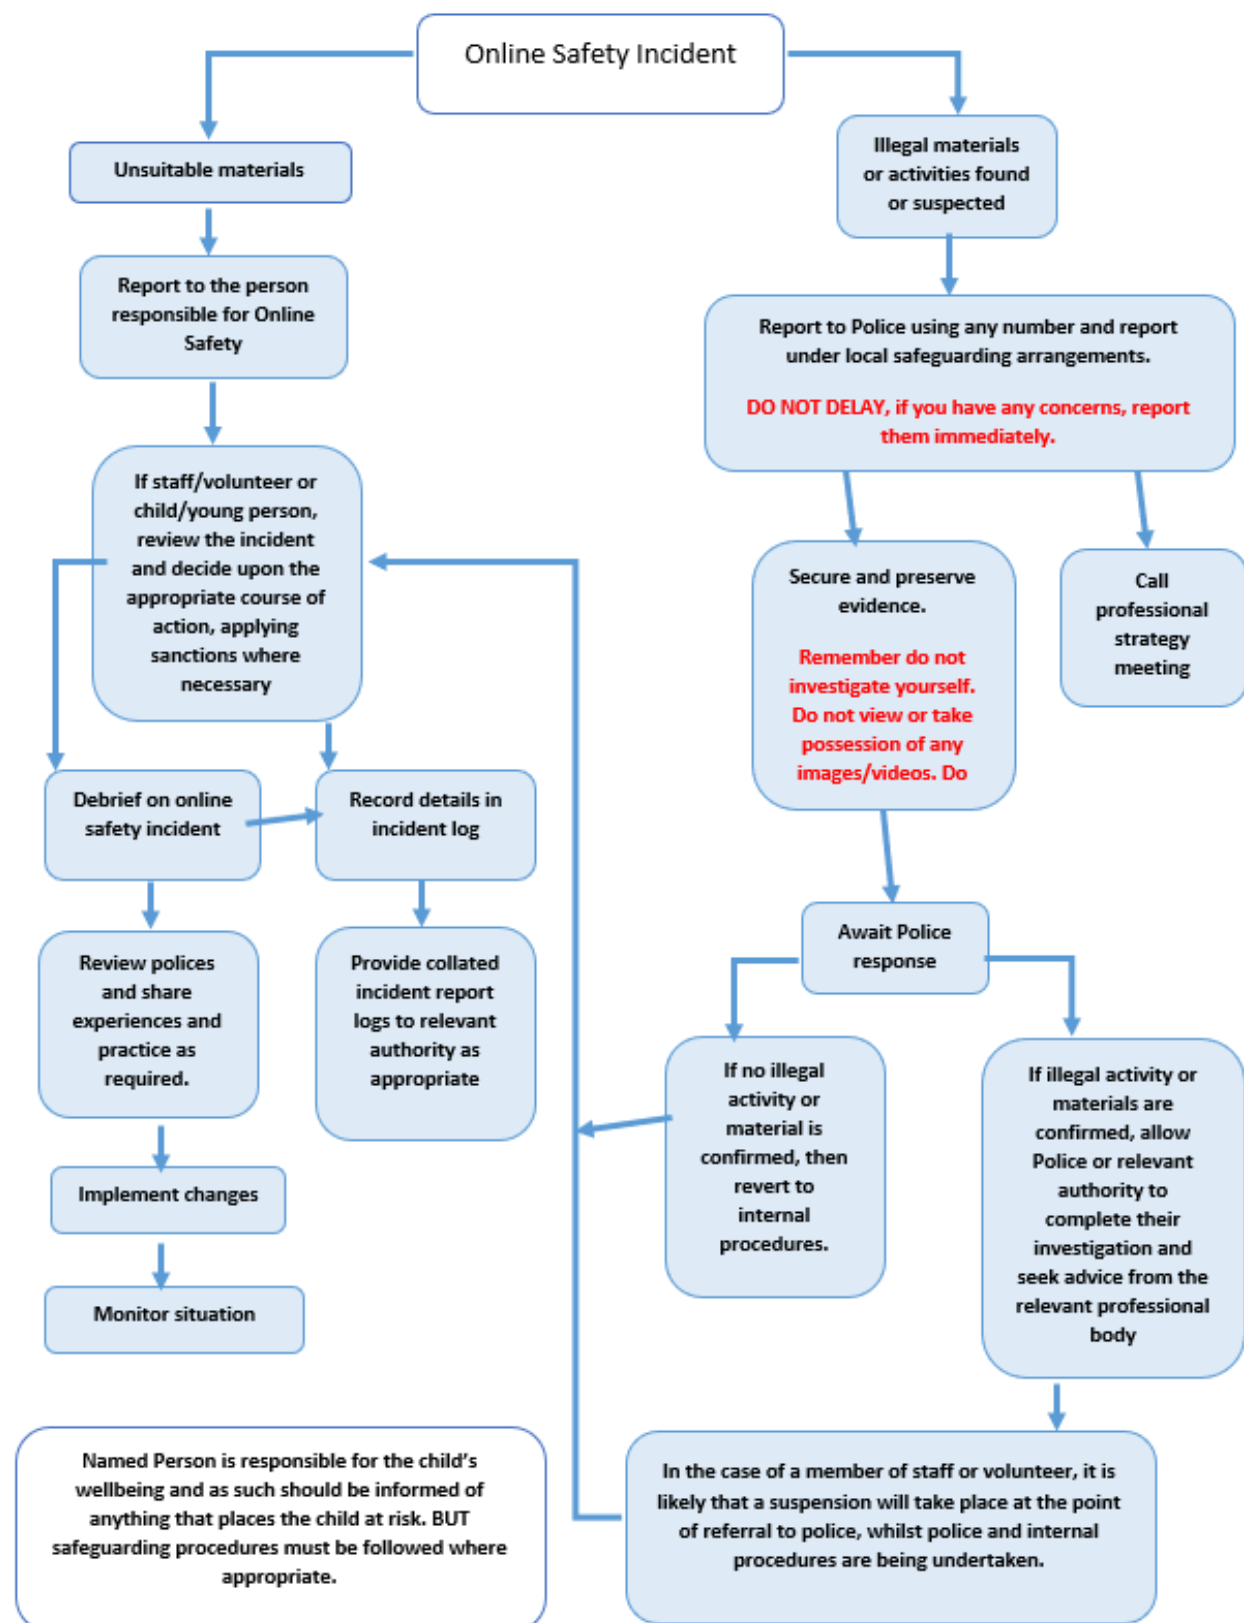 Online Safety Incident
Unsuitable materials
Report to the person
responsible for Online
Safety
If staff/volunteer or
child/young person,
review the incident
and decide upon the
appropriate course of
action, applying
sanctions where
necessary
Debrief on online
safety incident
Record details in
incident log
Review polices
and share
experiences and
practice as
required.
Provide collated
incident report
logs to relevant
authority as
appropriate
Implement changes
Monitor situation
Illegal materials
or activities found
or suspected
Report to Police using any number and report
under local safeguarding arrangements.
DO NOT DELAY, if you have any concerns, report
them immediately.
Secure and preserve
evidence.
Remember do not
investigate yourself.
Do not view or take
possession of any
images/videos. Do
Call
professional
strategy
meeting
Await Police
response
If no illegal
activity or
material is
confirmed, then
revert to
internal
procedures.
If illegal activity or
materials are
confirmed, allow
Police or relevant
authority to
complete their
investigation and
seek advice from the
relevant professional
body
In the case of a member of staff or volunteer, it is
likely that a suspension will take place at the point
of referral to police, whilst police and internal
procedures are being undertaken.
Named Person is responsible for the child’s
wellbeing and as such should be informed of
anything that places the child at risk. BUT
safeguarding procedures must be followed where
appropriate.